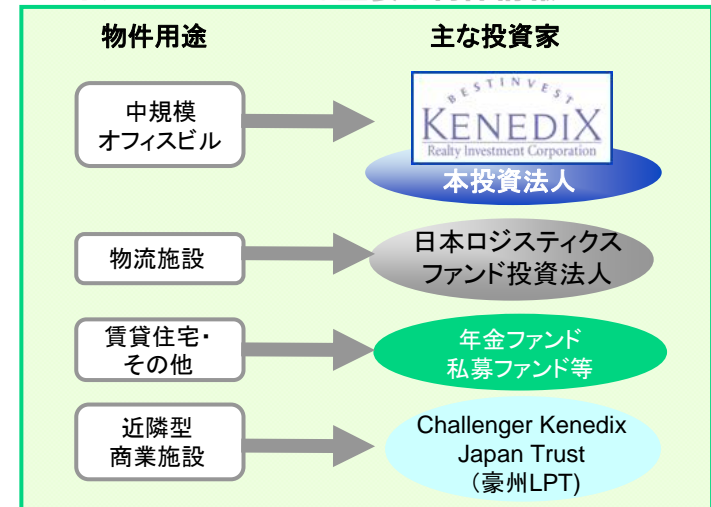 物件用途
主な投資家
中規模
オフィスビル
BESTINVEST
KENEDIX
Realty Investment Corporation
本投資法人
物流施設
日本ロジスティクス
ファンド投資法人
賃貸住宅・
その他
年金ファンド
私募ファンド等
近隣型
商業施設
Challenger Kenedix
Japan Trust
（豪州LPT)